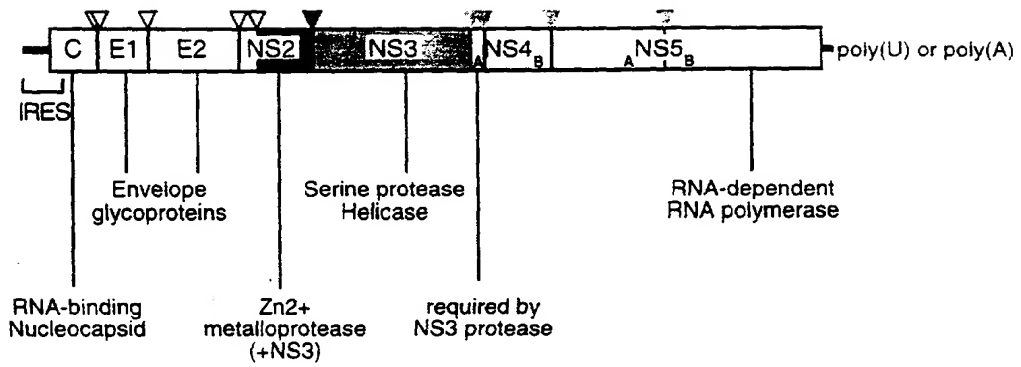 C E1 E2 NS2 NS3 A NS4 B A NS5 B poly(U) or poly(A)
IRES
Envelope
glycoproteins
Serine protease
Helicase
RNA-dependent
RNA polymerase
RNA-binding
Nucleocapsid
Zn2+
metalloprotease
(+NS3)
required by
NS3 protease